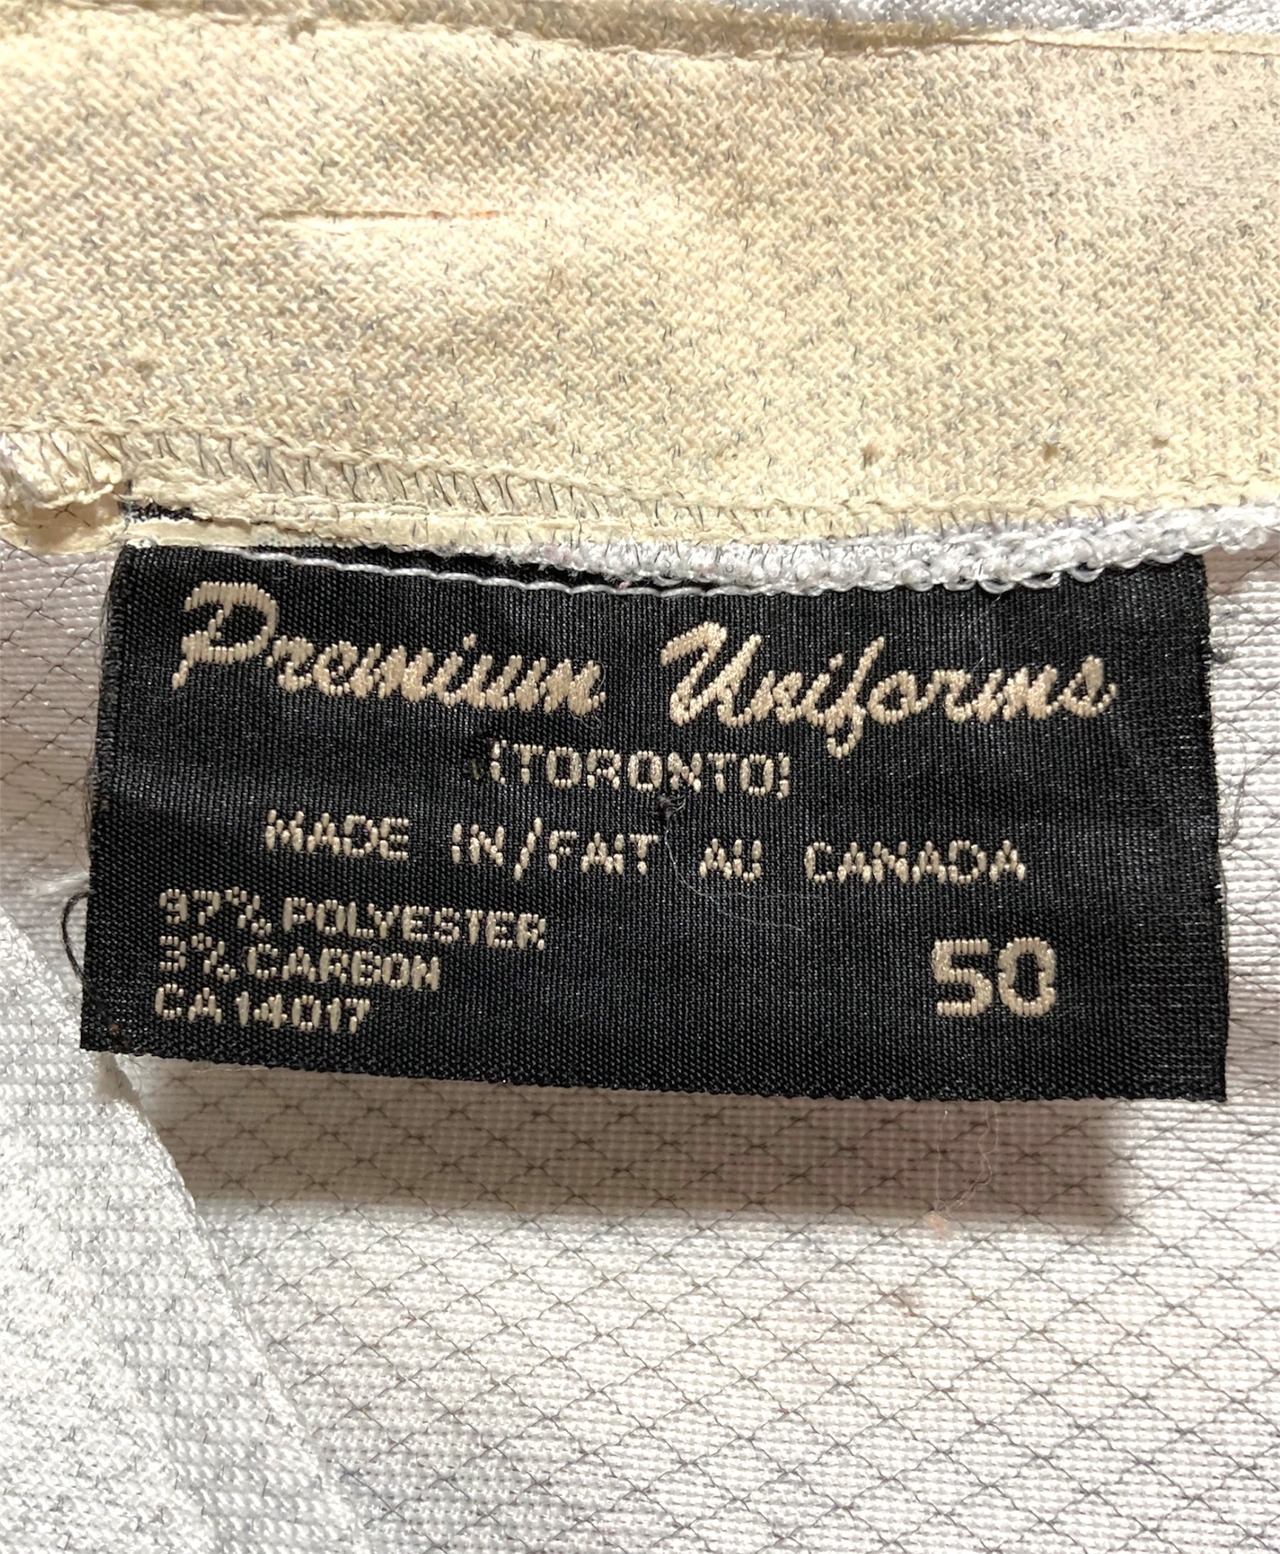 Premium Uniforms
(TORONTO)
MADE IN/FAIT AU CANADA
97% POLYESTER
3% CARBON
CA 14017
50